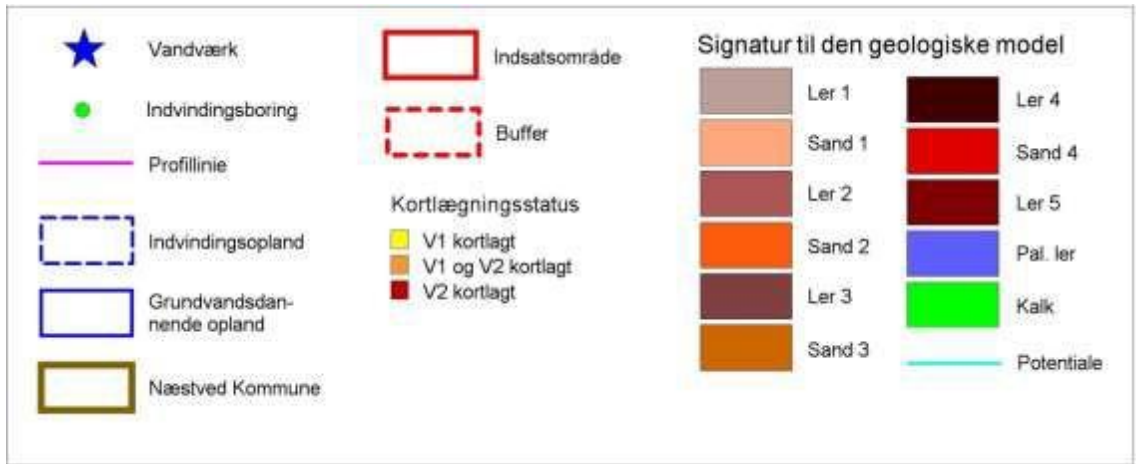 Vandværk
Indvindingsboring
Profillinie
Indvindingsopland
Grundvandsdan-
nende opland
Næstved Kommune
Indsatsområde
Buffer
Kortlægningsstatus
V1 kortlagt
V1 og V2 kortlagt
V2 kortlagt
Signatur til den geologiske model
Ler 1
Sand 1
Ler 2
Sand 2
Ler 3
Sand 3
Ler 4
Sand 4
Ler 5
Pal. ler
Kalk
Potentiale